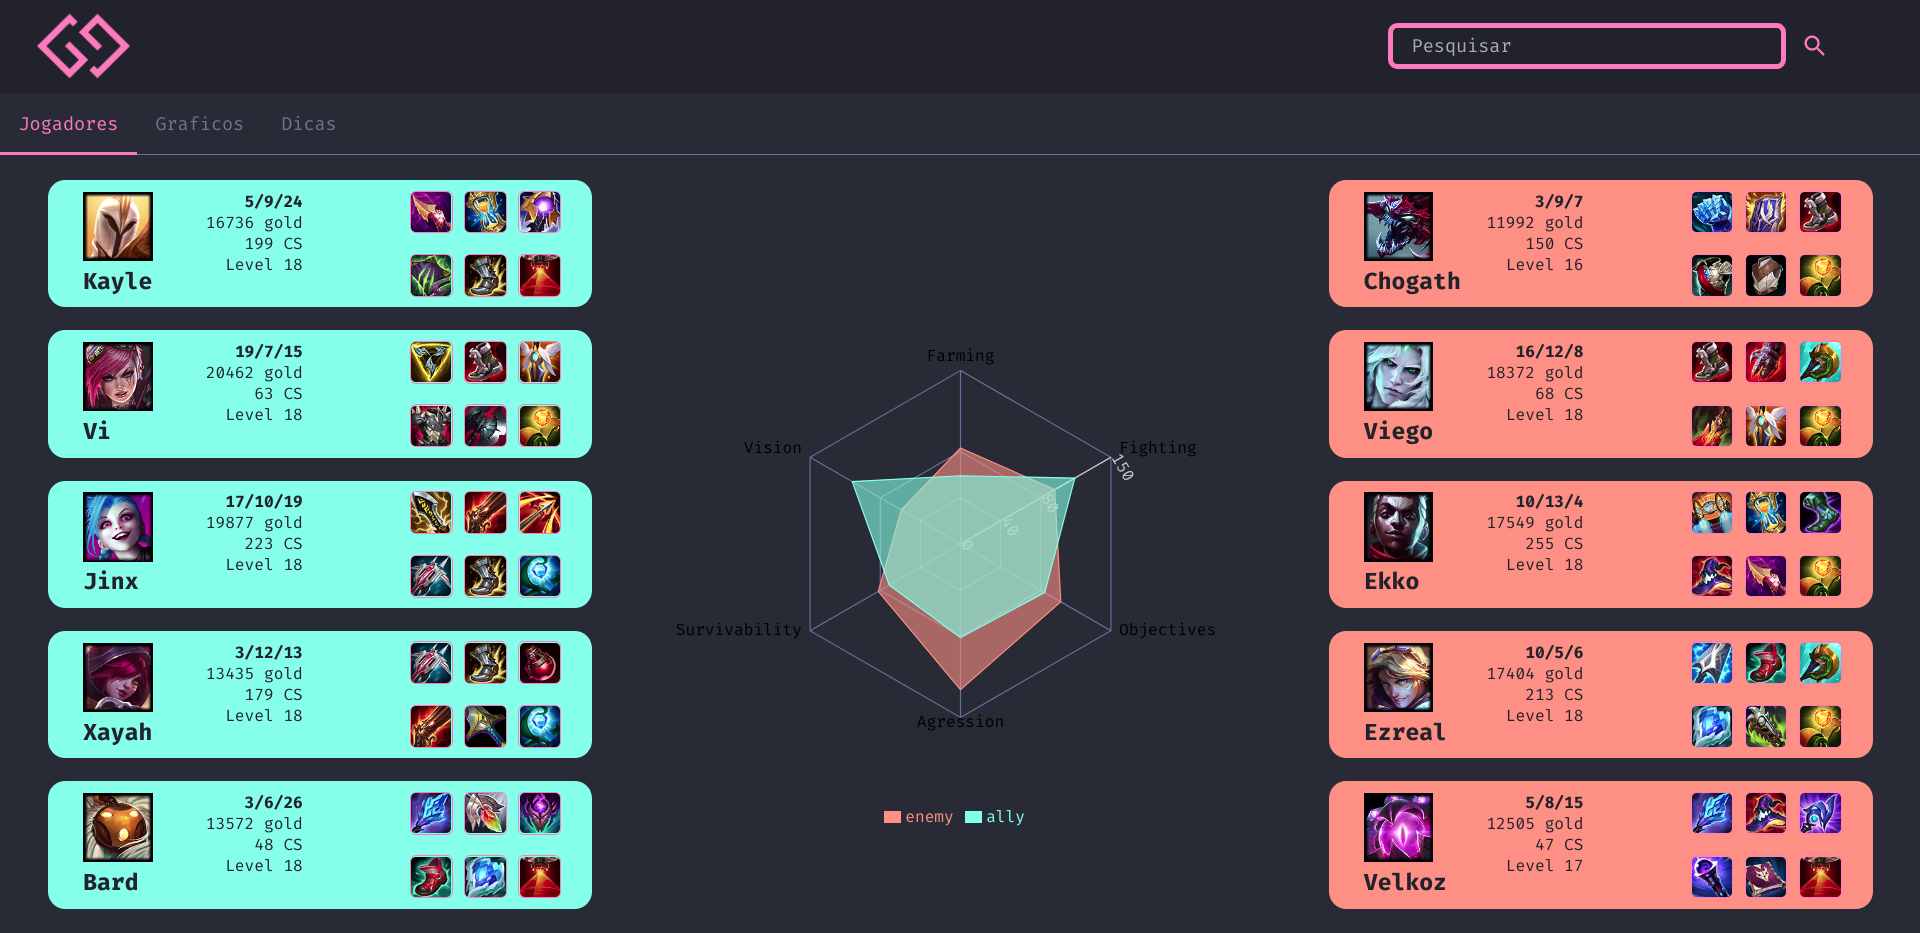 Pesquisar
Jogadores Graficos Dicas
5/9/24
16736 gold
199 CS
Level 18
Kayle
19/7/15
20462 gold
63 CS
Level 18
Vi
17/10/19
19877 gold
223 CS
Level 18
Jinx
3/12/13
13435 gold
179 CS
Level 18
Xayah
3/6/26
13572 gold
48 CS
Level 18
Bard
Farming
Vision
Fighting
150
80
40
0
Survivability
Objectives
Agression
enemy ally
3/9/7
11992 gold
150 CS
Level 16
Chogath
16/12/8
18372 gold
68 CS
Level 18
Viego
10/13/4
17549 gold
255 CS
Level 18
Ekko
10/5/6
17404 gold
213 CS
Level 18
Ezreal
5/8/15
12505 gold
47 CS
Level 17
Velkoz